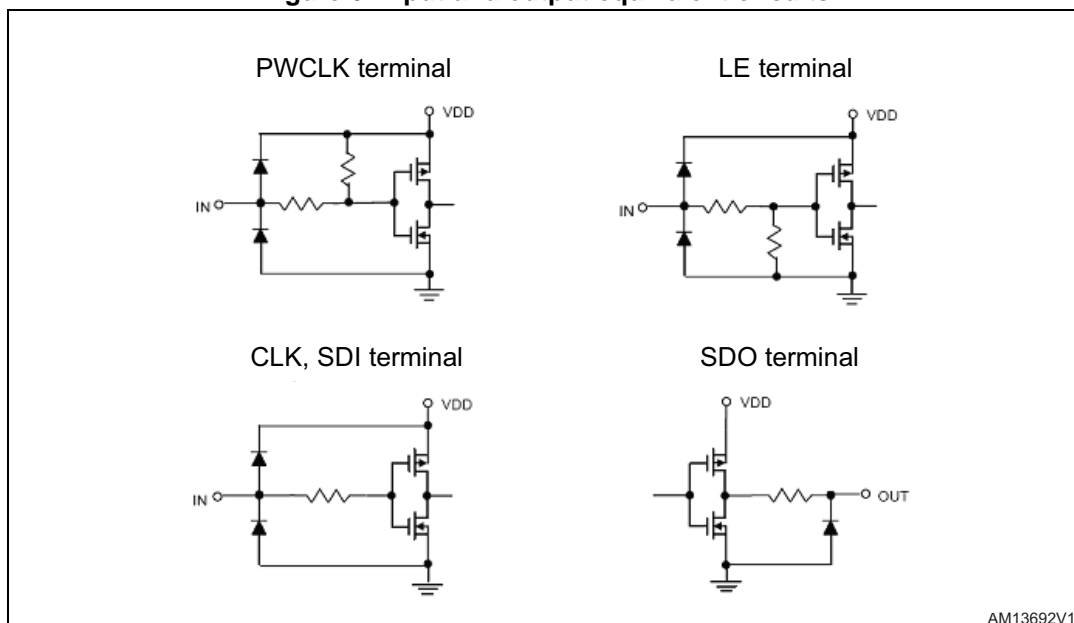 PWCLK terminal
VDD
IN
LE terminal
VDD
IN
CLK, SDI terminal
VDD
IN
SDO terminal
VDD
OUT
AM13692V1